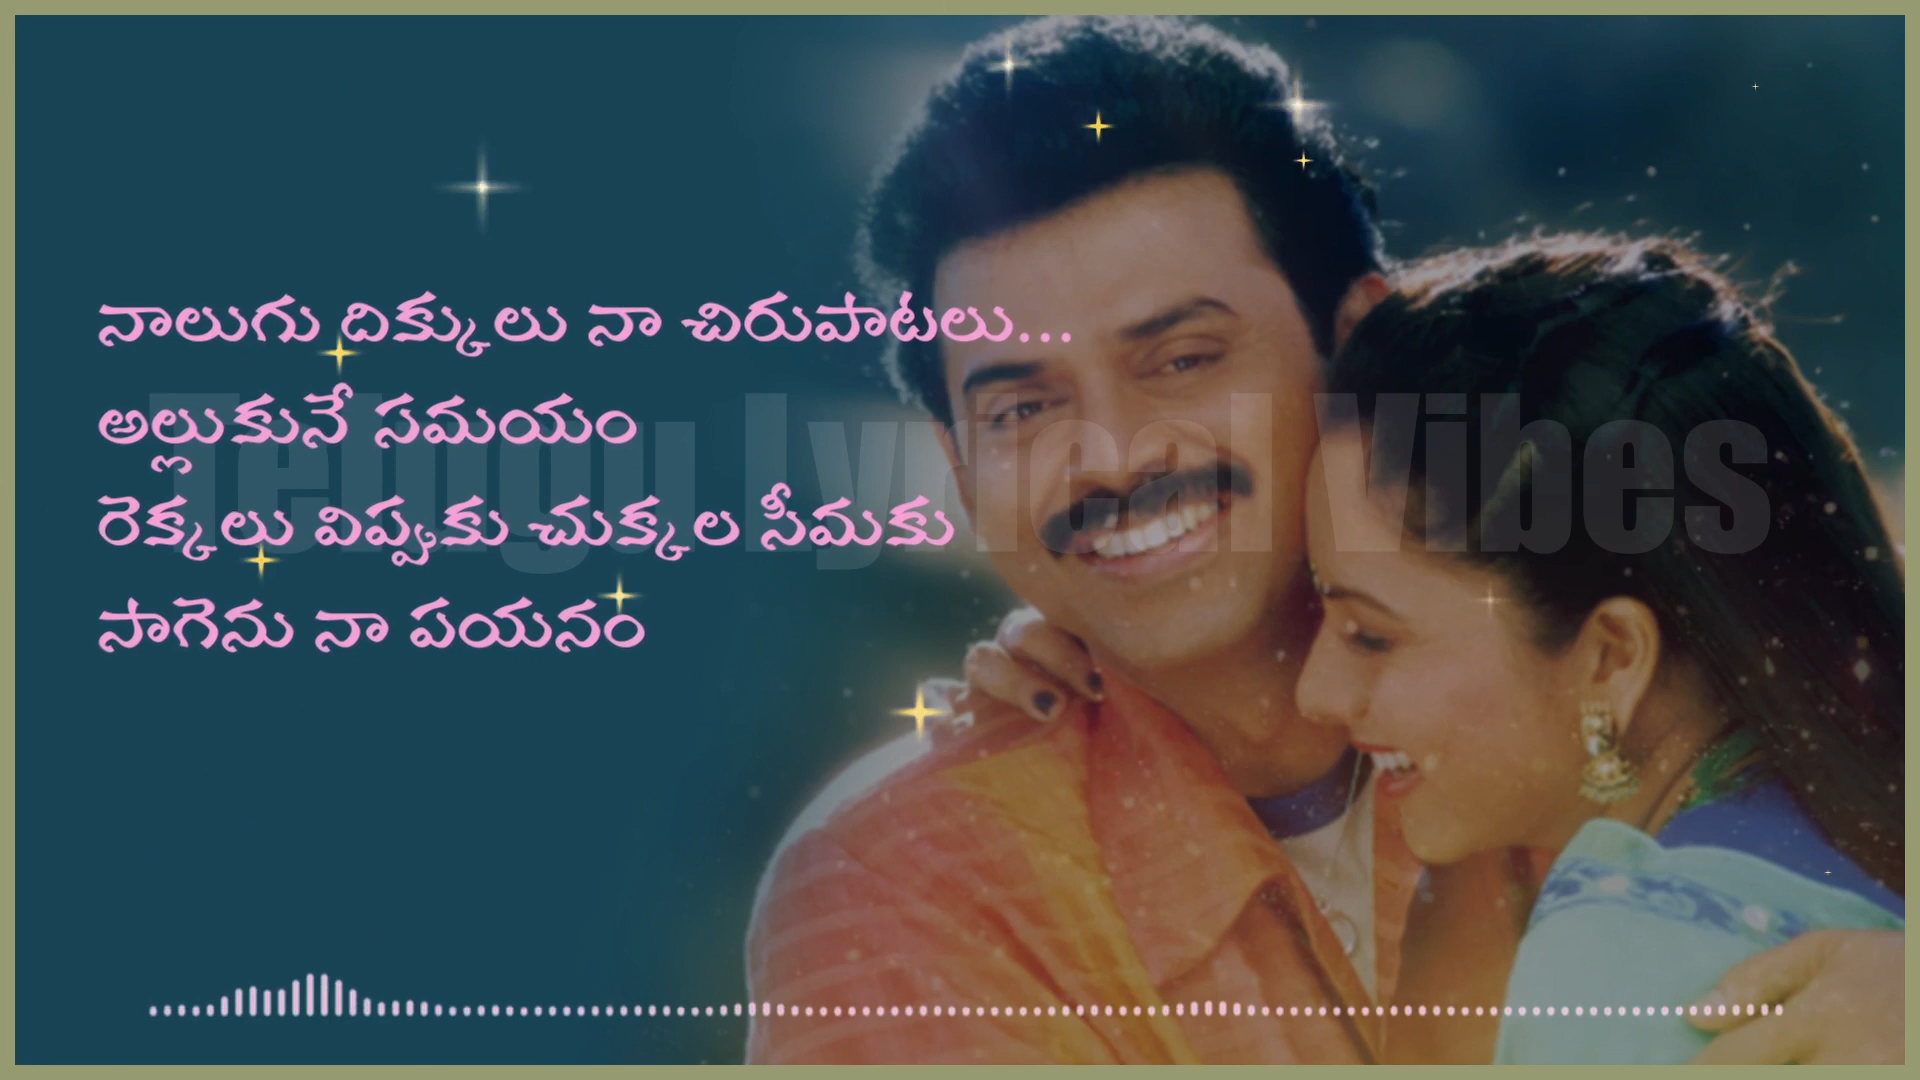 నాలుగు దిక్కులు నా చిరుపాటలు...
అల్లుకునే సమయం
రెక్కలు విప్పకు చుక్కల సీమకు
సాగెను నా పయనం
Telugu Lyrical Vibes